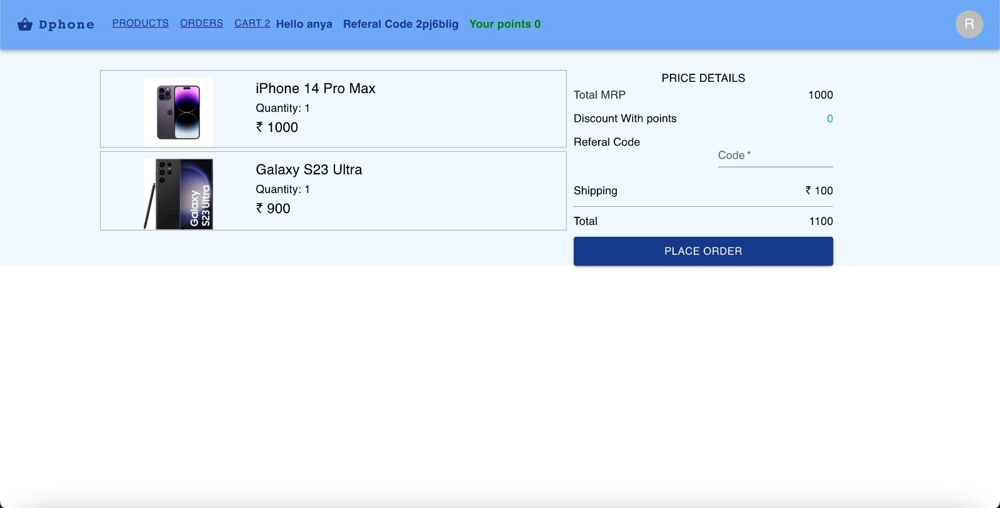 Dphone PRODUCTS ORDERS CART 2 Hello anya Referal Code 2pj6blig Your points 0 R
iPhone 14 Pro Max
Quantity: 1
₹ 1000
Galaxy S23 Ultra
Galaxy S23 Ultra
Quantity: 1
₹ 900
PRICE DETAILS
Total MRP 1000
Discount With points 0
Referal Code
Code *
Shipping ₹ 100
Total 1100
PLACE ORDER